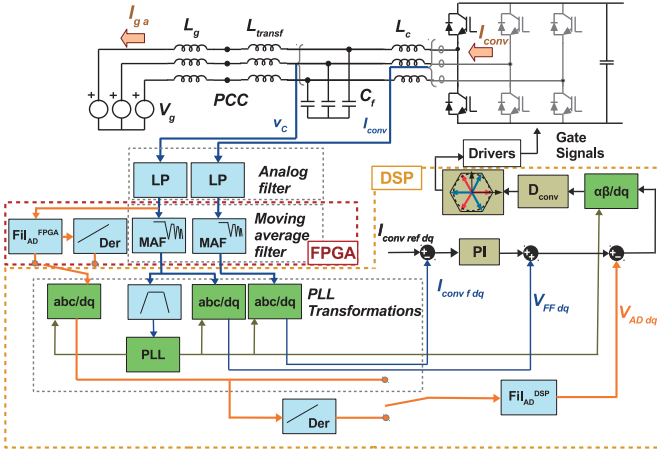 I g a
L g
L transf
L c
I conv
+
+
+
V g
PCC
C f
v C
I conv
Gate
Signals
Drivers
DSP
LP
LP
Analog
filter
D conv
αβ/dq
Fil AD FPGA
Der
MAF
MAF
Moving
average
filter
FPGA
I conv ref dq
PI
I conv f dq
V FF dq
V AD dq
abc/dq
abc/dq
abc/dq
PLL
Transformations
PLL
Der
Fil AD DSP